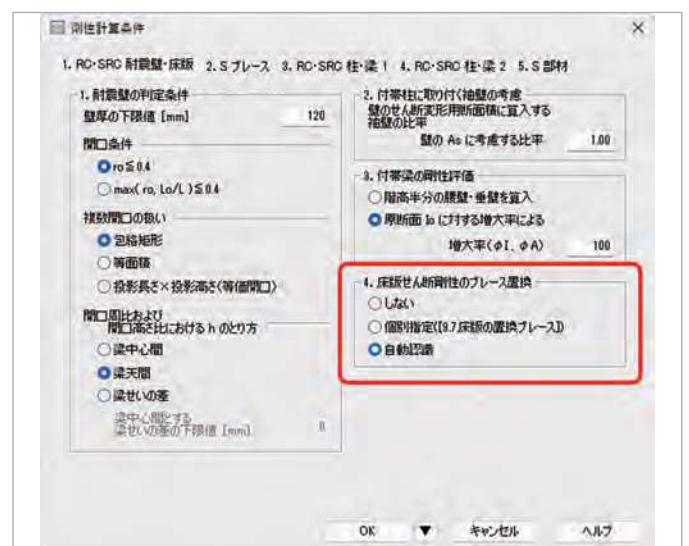 剛性計算条件
1. RC・SRC 耐震壁・床版 2. S ブレース 3. RC・SRC 柱・梁 1 4. RC・SRC 柱・梁 2 5. S 部材
1. 耐震壁の判定条件
壁厚の下限値 [mm] 120
開口条件
ro≦0.4
max( ro, Lo/L )≦0.4
複数開口の扱い
包絡矩形
等面積
投影長さ×投影高さ(等価開口)
開口周比および
開口高さ比における h のとり方
梁中心間
梁天間
梁せいの差
梁中心間とする
梁せいの差の下限値 [mm] 0
2. 付帯柱に取り付く袖壁の考慮
壁のせん断変形用断面積に算入する
袖壁の比率
壁の As に考慮する比率 1.00
3. 付帯梁の剛性評価
階高半分の腰壁・垂壁を算入
原断面 Io に対する増大率による
増大率(φI、φA) 100
4. 床版せん断剛性のブレース置換
しない
個別指定([9.7.床版の置換ブレース])
自動認識
OK ▼ キャンセル ヘルプ